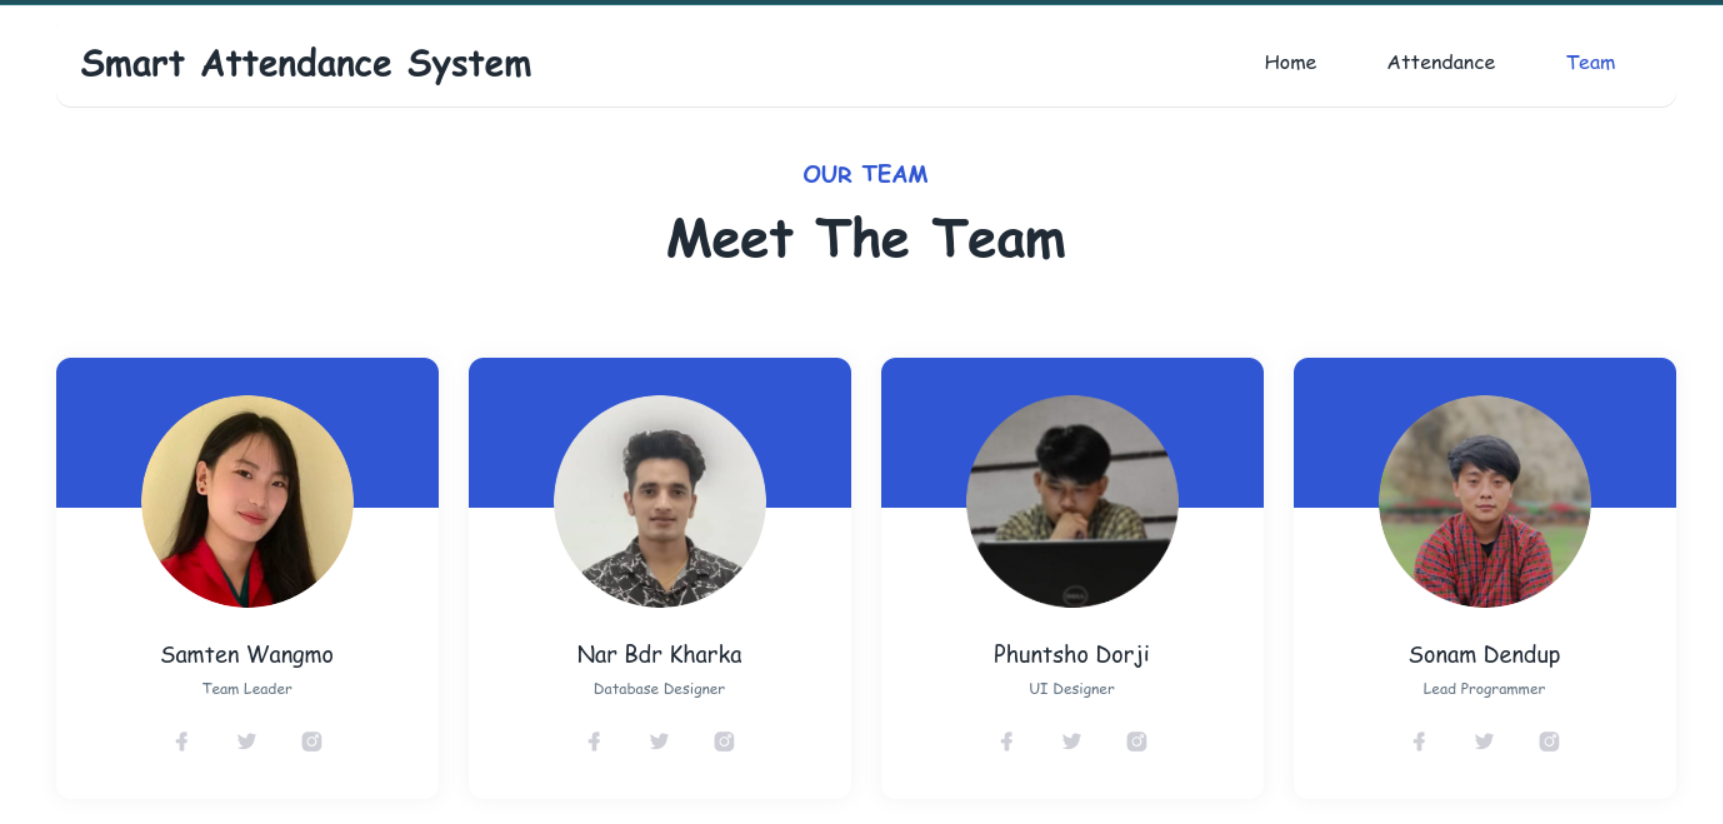 Smart Attendance System
Home Attendance Team
OUR TEAM
Meet The Team
Samten Wangmo
Team Leader
Nar Bdr Kharka
Database Designer
Phuntsho Dorji
UI Designer
Sonam Dendup
Lead Programmer